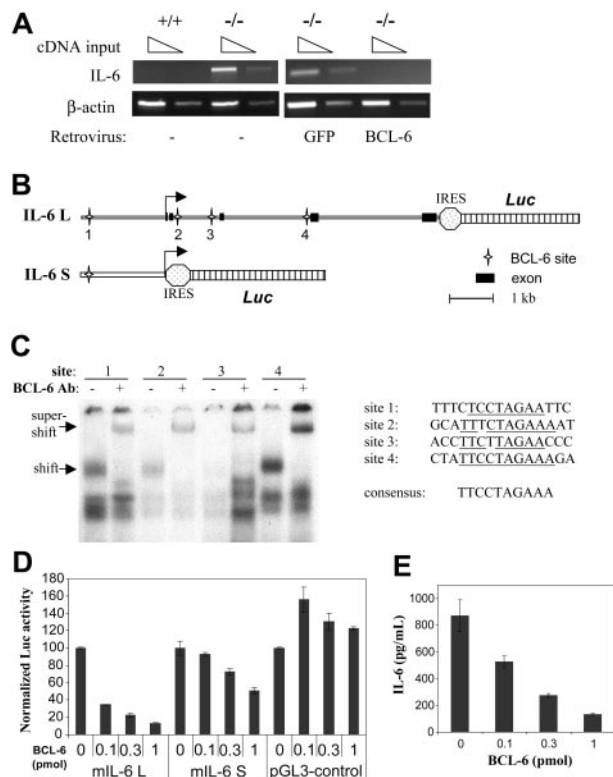 A
+/+ -/- -/- -/-
cDNA input
IL-6
β-actin
Retrovirus: - - GFP BCL-6
B
IL-6 L
1 2 3 4
IRES
Luc
IL-6 S
IRES
Luc
BCL-6 site
exon
1 kb
C
site: 1 2 3 4
BCL-6 Ab: - + - + - + - +
super-
shift
shift
site 1: TTTCTCCTAGAATTC
site 2: GCATTTCTAGAAAAT
site 3: ACCTTCTTAGAACCC
site 4: CTATTCCTAGAAAGA
consensus: TTCCTAGAAA
D
Normalized Luc activity
180
160
140
120
100
80
60
40
20
0
BCL-6 (pmol)
0 0.1 0.3 1 0 0.1 0.3 1 0 0.1 0.3 1
mIL-6 L mIL-6 S pGL3-control
E
IL-6 (pg/mL)
1000
800
600
400
200
0
0 0.1 0.3 1
BCL-6 (pmol)